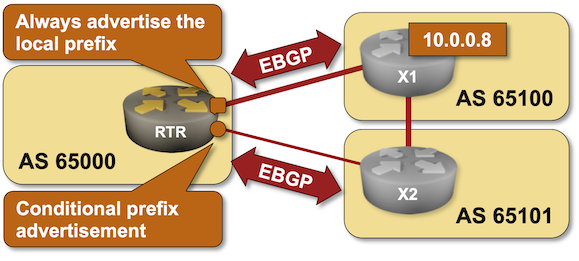 Always advertise the
local prefix
EBGP
10.0.0.8
X1
AS 65100
RTR
AS 65000
EBGP
X2
AS 65101
Conditional prefix
advertisement